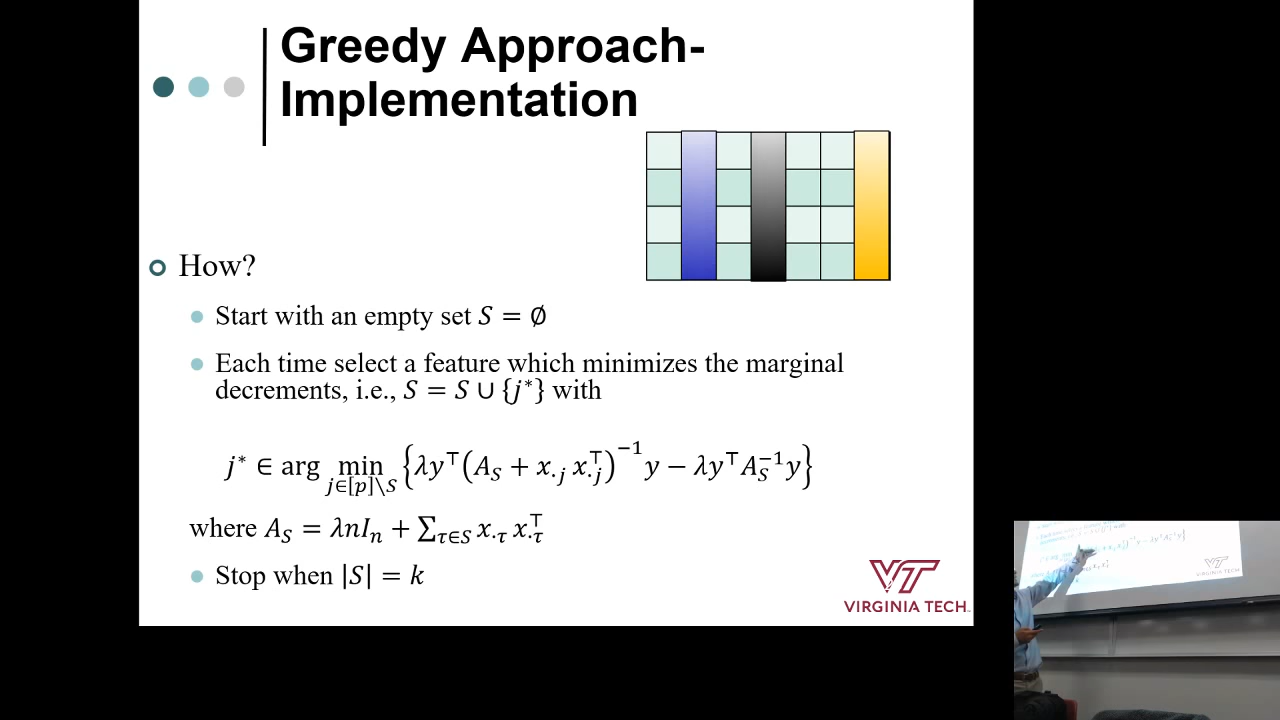 Greedy Approach-
Implementation
How?
Start with an empty set S = ∅
Each time select a feature which minimizes the marginal
decrements, i.e., S = S ∪ {j*} with
j* ∈ arg min_{j∈[p]\S} {λy^⊤(A_S + x_{·j} x_{·j}^⊤)^{−1} y − λy^⊤A_S^{−1}y}
where A_S = λnI_n + ∑_{τ∈S} x_{·τ} x_{·τ}^⊤
Stop when |S| = k
VT
VIRGINIA TECH